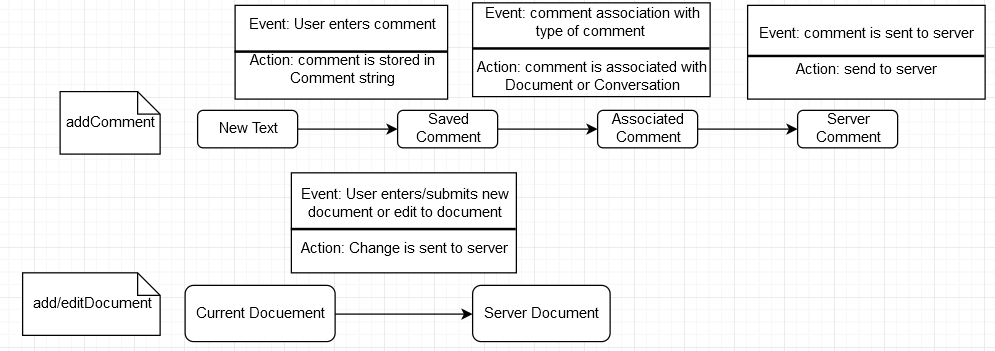 Event: User enters comment
Action: comment is stored in
Comment string
Event: comment association with
type of comment
Action: comment is associated with
Document or Conversation
Event: comment is sent to server
Action: send to server
addComment
New Text
Saved
Comment
Associated
Comment
Server
Comment
Event: User enters/submits new
document or edit to document
Action: Change is sent to server
add/editDocument
Current Docuement
Server Document